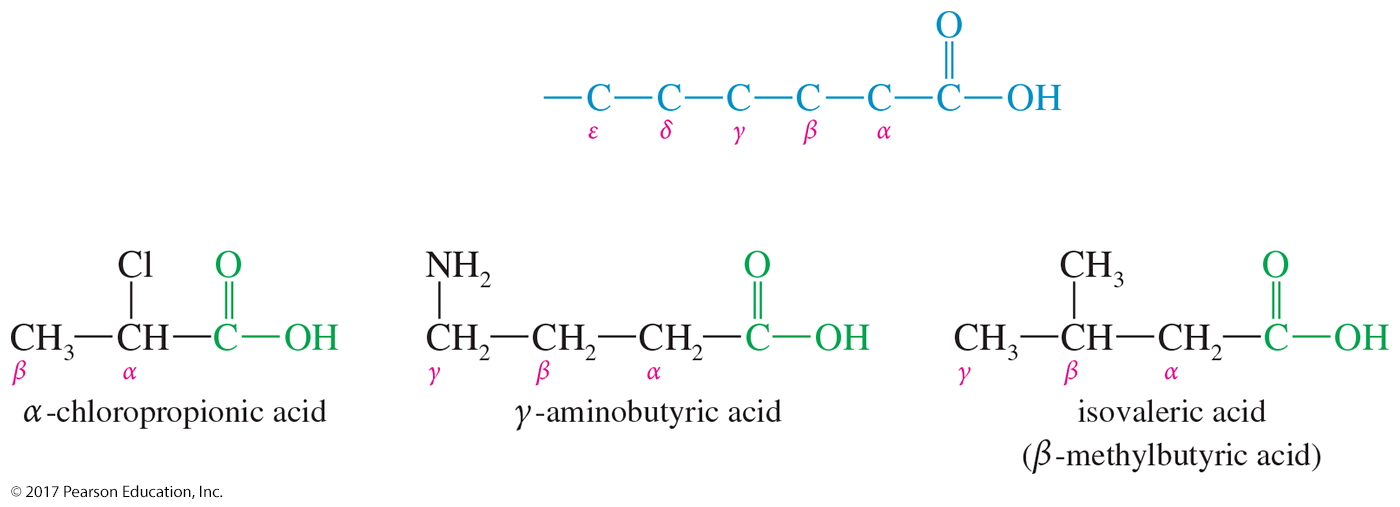 O
—C—C—C—C—C—C—OH
ε δ γ β α
Cl O
CH₃—CH—C—OH
β α
α-chloropropionic acid
NH₂ O
CH₂—CH₂—CH₂—C—OH
γ β α
γ-aminobutyric acid
CH₃ O
CH₃—CH—CH₂—C—OH
γ β α
isovaleric acid
(β-methylbutyric acid)
© 2017 Pearson Education, Inc.